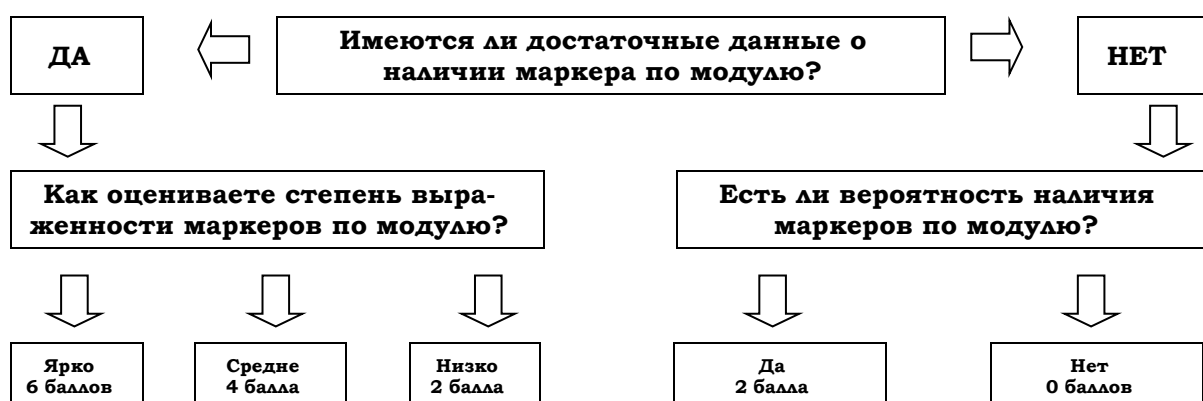 ДА
Имеются ли достаточные данные о
наличии маркера по модулю?
НЕТ
Как оцениваете степень выра-
женности маркеров по модулю?
Есть ли вероятность наличия
маркеров по модулю?
Ярко
6 баллов
Средне
4 балла
Низко
2 балла
Да
2 балла
Нет
0 баллов